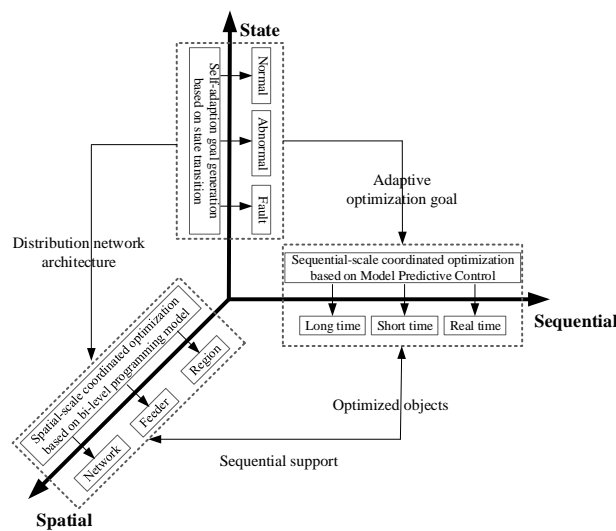 State
Self-adaption goal generation
based on state transition
Normal
Abnormal
Fault
Adaptive
optimization goal
Distribution network
architecture
Sequential-scale coordinated optimization
based on Model Predictive Control
Long time
Short time
Real time
Sequential
Spatial-scale coordinated optimization
based on bi-level programming model
Region
Feeder
Network
Optimized objects
Sequential support
Spatial